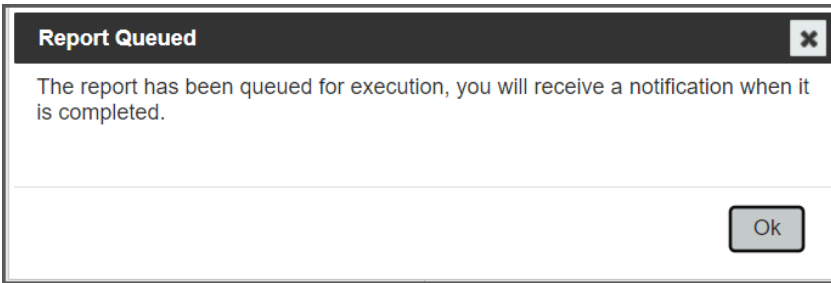 Report Queued
The report has been queued for execution, you will receive a notification when it
is completed.
Ok